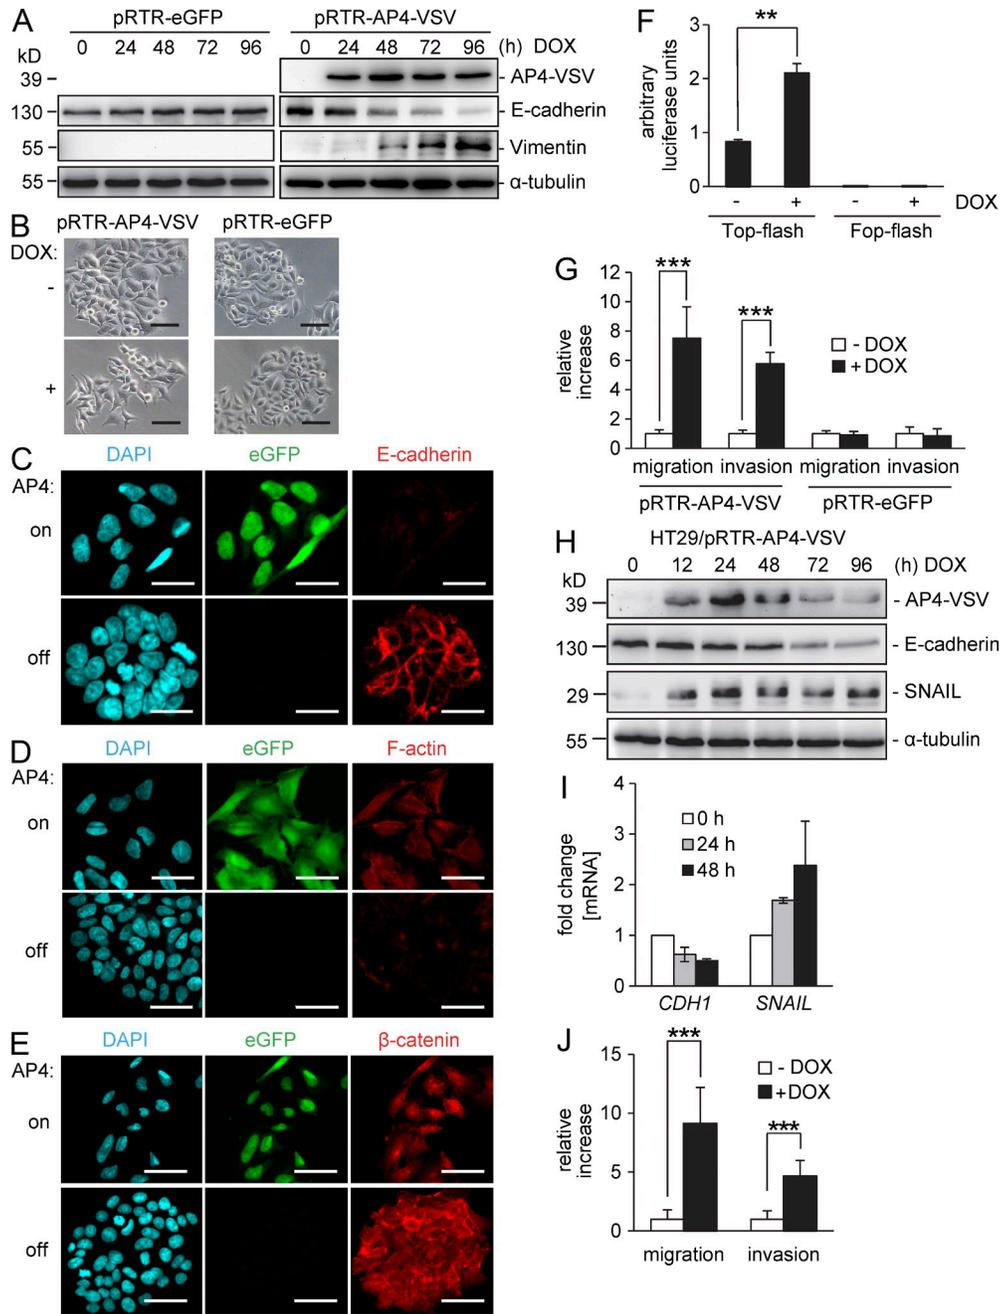 A
pRTR-eGFP pRTR-AP4-VSV
kD 0 24 48 72 96 0 24 48 72 96 (h) DOX
39 - AP4-VSV
130 - E-cadherin
55 - Vimentin
55 - α-tubulin
B
pRTR-AP4-VSV pRTR-eGFP
DOX:
-
+
C
DAPI eGFP E-cadherin
AP4:
on
off
D
DAPI eGFP F-actin
AP4:
on
off
E
DAPI eGFP β-catenin
AP4:
on
off
F
arbitrary
luciferase units
3
2
1
0
**
- + - + DOX
Top-flash Fop-flash
G
relative
increase
12
10
8
6
4
2
0
*** ***
- DOX
+ DOX
migration invasion migration invasion
pRTR-AP4-VSV pRTR-eGFP
H
HT29/pRTR-AP4-VSV
kD 0 12 24 48 72 96 (h) DOX
39 - AP4-VSV
130 - E-cadherin
29 - SNAIL
55 - α-tubulin
I
fold change
[mRNA]
4
3
2
1
0
0 h
24 h
48 h
CDH1 SNAIL
J
relative
increase
15
10
5
0
*** ***
- DOX
+DOX
migration invasion